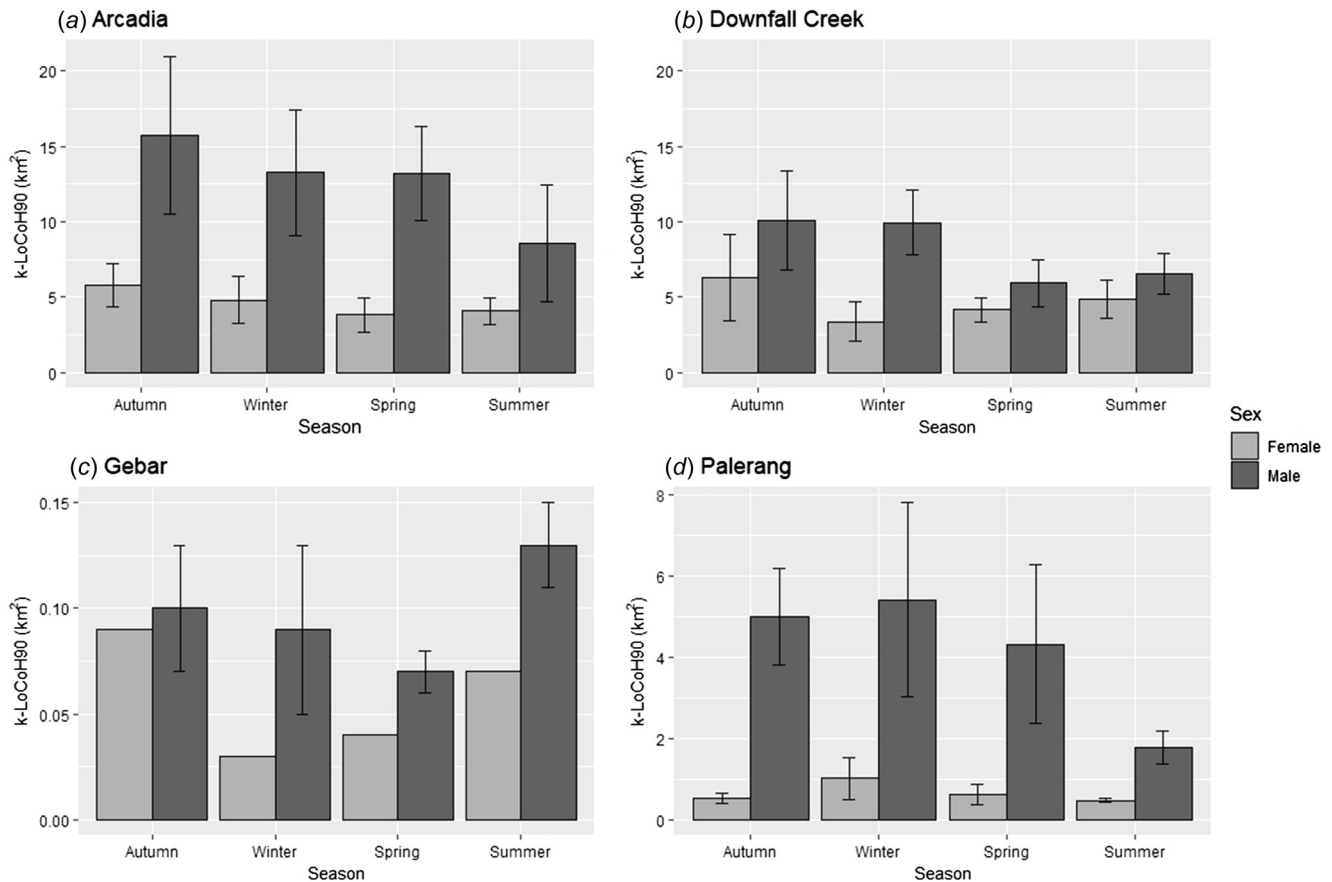 (a) Arcadia
k-LoCoH90 (km²)
20
15
10
5
0
Autumn Winter Spring Summer
Season
(b) Downfall Creek
k-LoCoH90 (km²)
20
15
10
5
0
Autumn Winter Spring Summer
Season
(c) Gebar
k-LoCoH90 (km²)
0.15
0.10
0.05
0.00
Autumn Winter Spring Summer
Season
(d) Palerang
k-LoCoH90 (km²)
8
6
4
2
0
Autumn Winter Spring Summer
Season
Sex
Female
Male